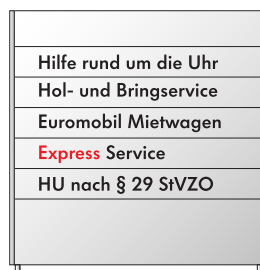 Hilfe rund um die Uhr
Hol- und Bringservice
Euromobil Mietwagen
Express Service
HU nach § 29 StVZO